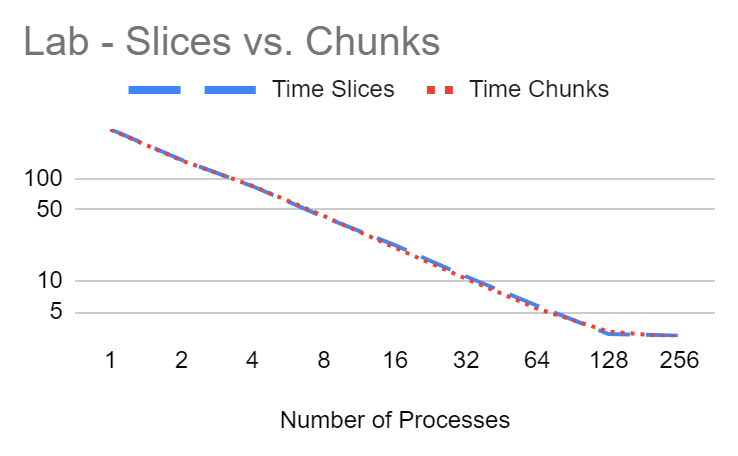 Lab - Slices vs. Chunks
Time Slices Time Chunks
100
50
10
5
1 2 4 8 16 32 64 128 256
Number of Processes